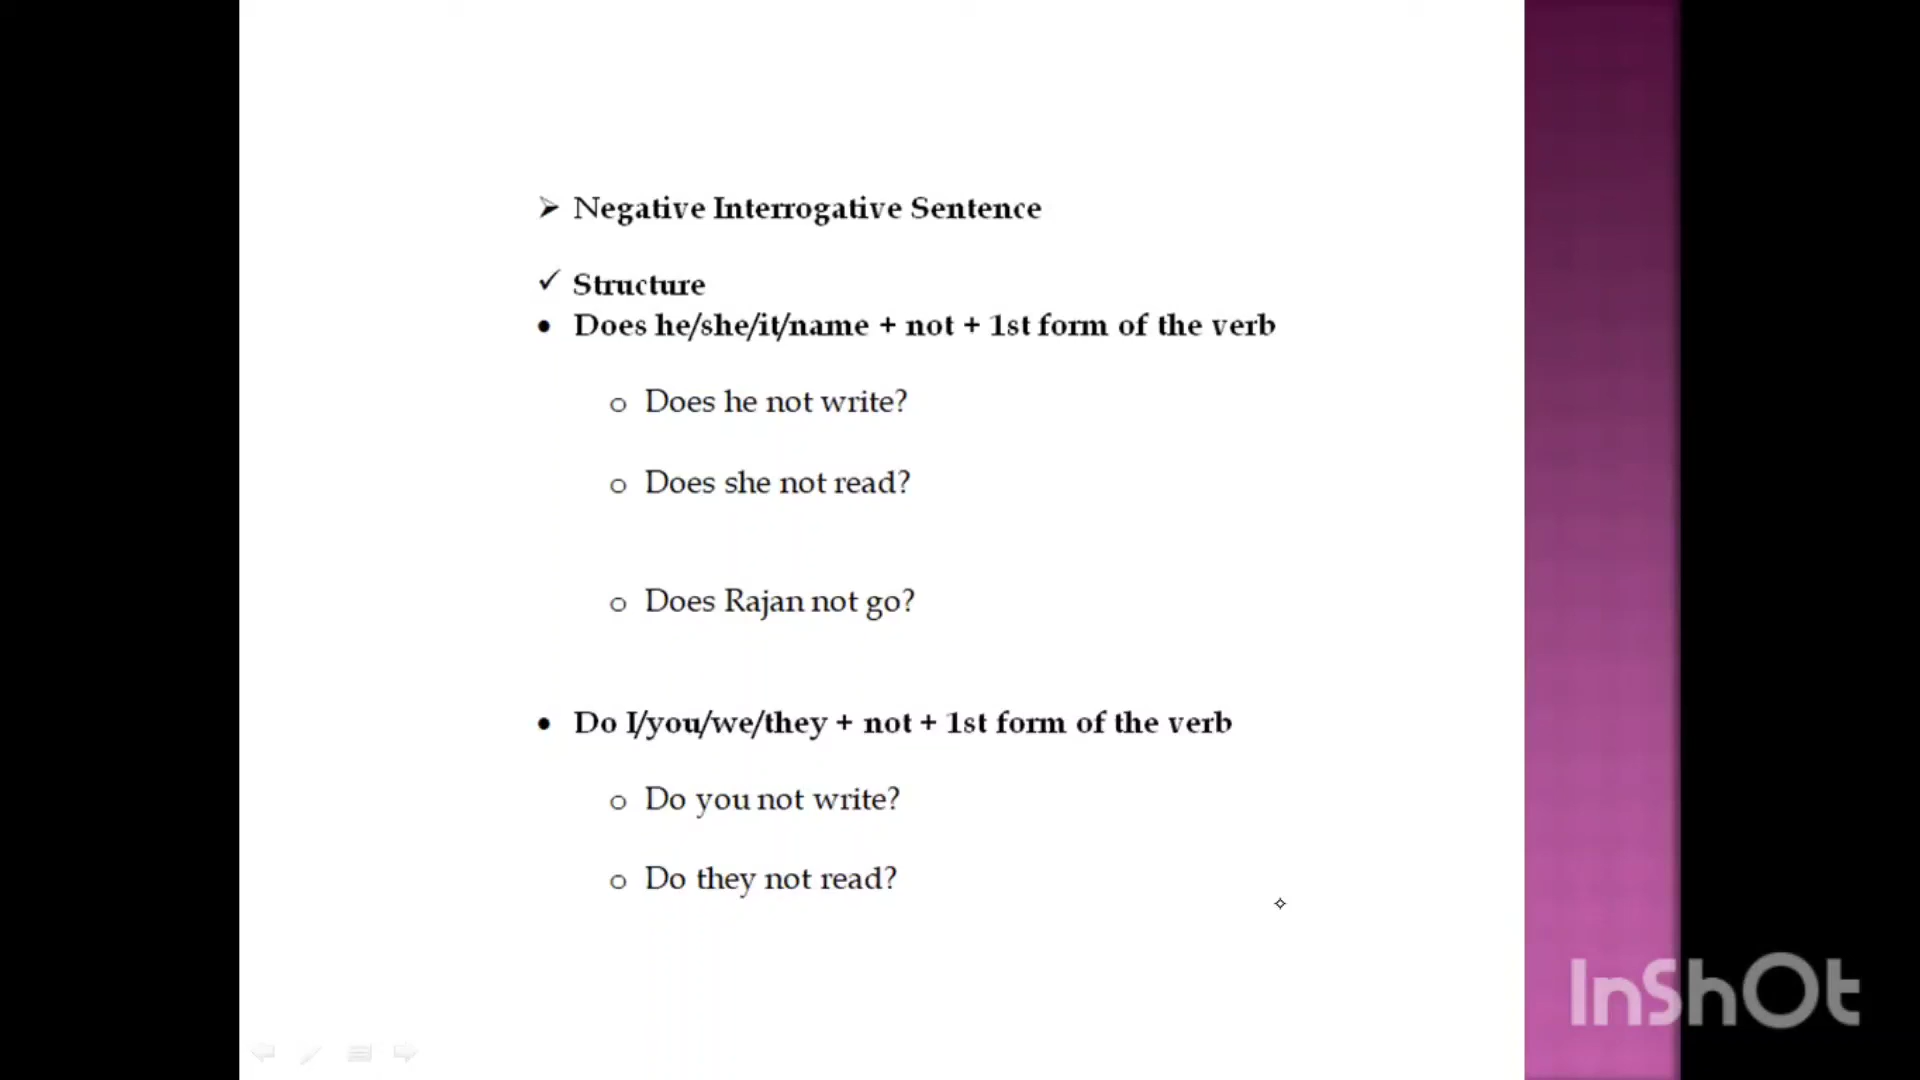 ➢ Negative Interrogative Sentence
✓ Structure
• Does he/she/it/name + not + 1st form of the verb
o Does he not write?
o Does she not read?
o Does Rajan not go?
• Do I/you/we/they + not + 1st form of the verb
o Do you not write?
o Do they not read?
InShOt